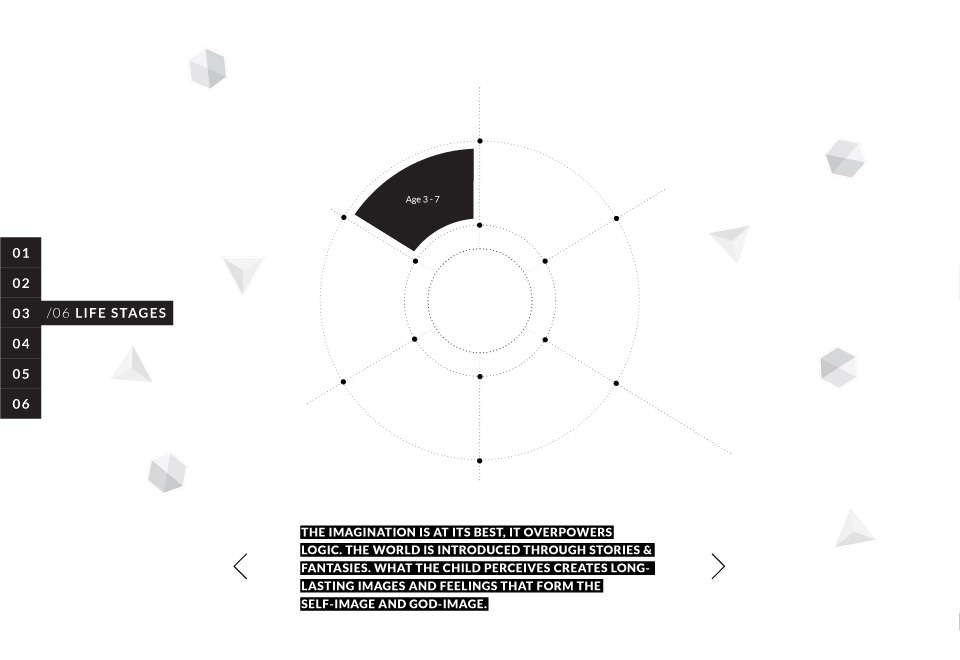 Age 3 - 7
01
02
03 /06 LIFE STAGES
04
05
06
THE IMAGINATION IS AT ITS BEST, IT OVERPOWERS
LOGIC. THE WORLD IS INTRODUCED THROUGH STORIES &
FANTASIES. WHAT THE CHILD PERCEIVES CREATES LONG-
LASTING IMAGES AND FEELINGS THAT FORM THE
SELF-IMAGE AND GOD-IMAGE.